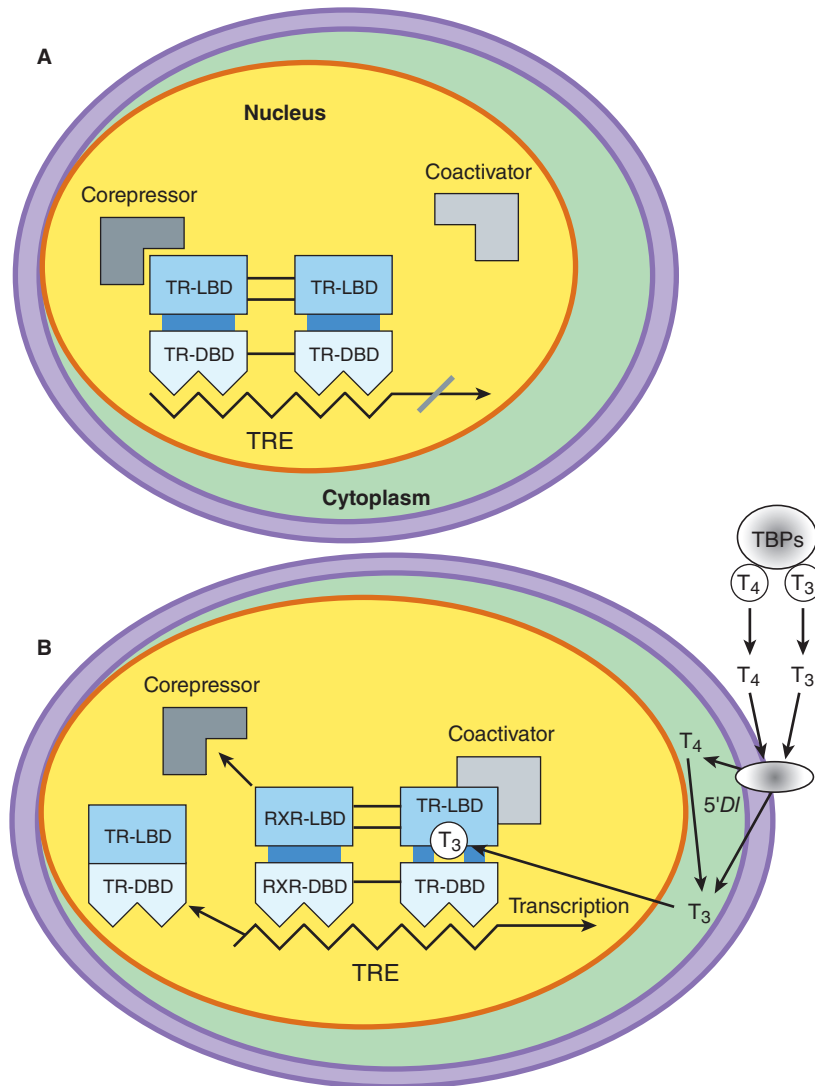 A
Nucleus
Corepressor
Coactivator
TR-LBD
TR-LBD
TR-DBD
TR-DBD
TRE
Cytoplasm
TBPs
T4
T3
T4
T3
B
Corepressor
Coactivator
T4
5'DI
TR-LBD
RXR-LBD
TR-LBD
T3
TR-DBD
RXR-DBD
TR-DBD
Transcription
T3
TRE